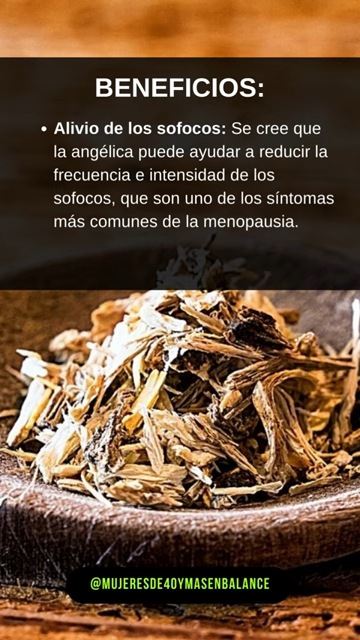 BENEFICIOS:
• Alivio de los sofocos: Se cree que
la angélica puede ayudar a reducir la
frecuencia e intensidad de los
sofocos, que son uno de los síntomas
más comunes de la menopausia.
@MUJERESDE40YMASENBALANCE